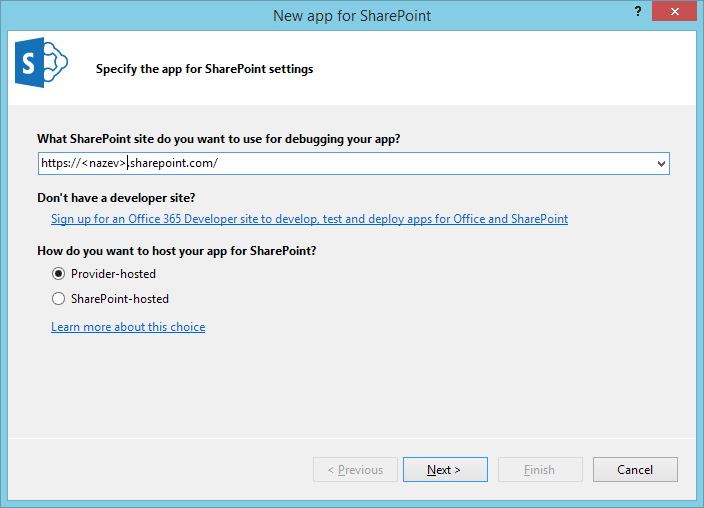 New app for SharePoint
?
S
Specify the app for SharePoint settings
What SharePoint site do you want to use for debugging your app?
https://<nazev>.sharepoint.com/
Don't have a developer site?
Sign up for an Office 365 Developer site to develop, test and deploy apps for Office and SharePoint
How do you want to host your app for SharePoint?
Provider-hosted
SharePoint-hosted
Learn more about this choice
< Previous
Next >
Finish
Cancel